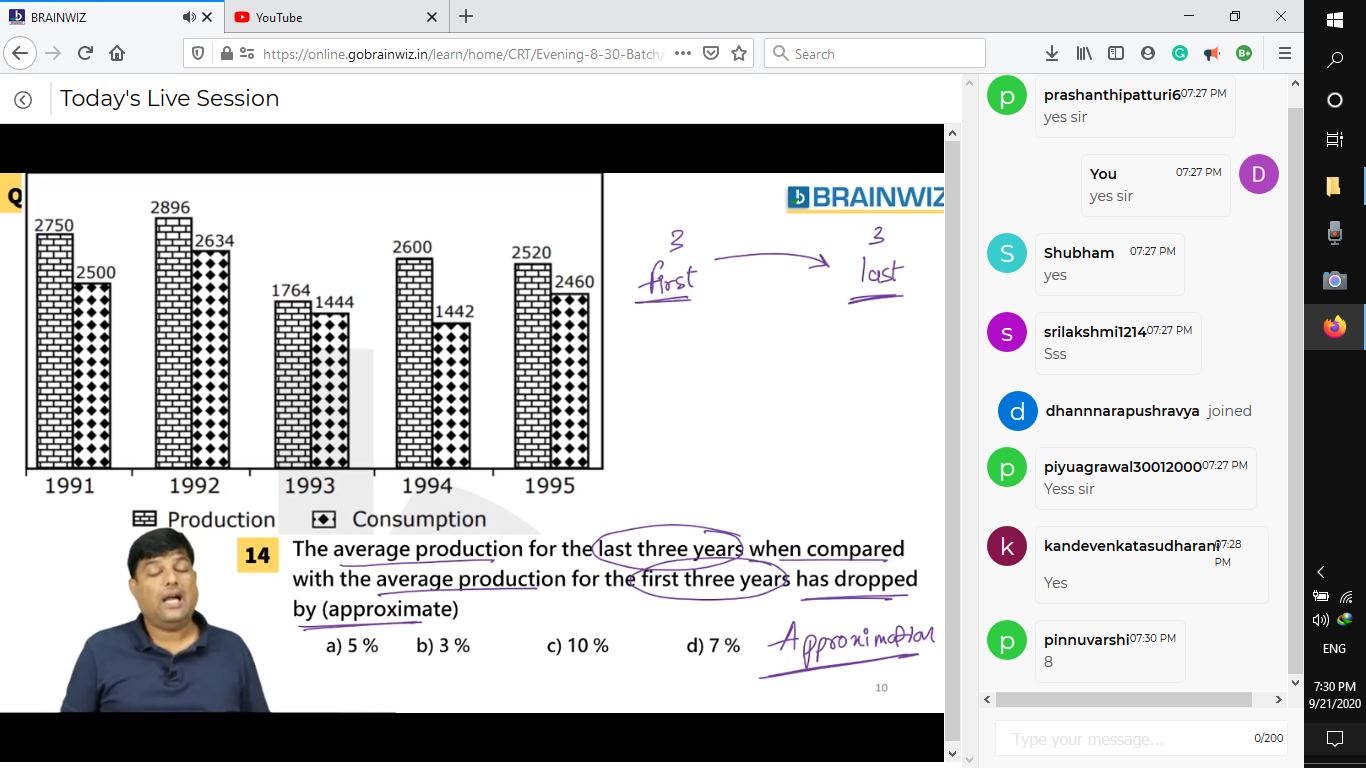 BRAINWIZ
YouTube
https://online.gobrainwiz.in/learn/home/CRT/Evening-8-30-Batch/
Search
Today's Live Session
Q
BRAINWIZ
2750
2500
2896
2634
1764
1444
2600
1442
2520
2460
1991 1992 1993 1994 1995
Production Consumption
3 3
first last
14
The average production for the last three years when compared
with the average production for the first three years has dropped
by (approximate)
a) 5 % b) 3 % c) 10 % d) 7 %
Approximation
10
p
prashanthipatturi6 07:27 PM
yes sir
You 07:27 PM
yes sir
D
S
Shubham 07:27 PM
yes
s
srilakshmi1214 07:27 PM
Sss
d
dhannnarapushravya joined
p
piyuagrawal30012000 07:27 PM
Yess sir
k
kandevenkatasudharani 07:28 PM
Yes
p
pinnuvarshi 07:30 PM
8
Type your message... 0/200
ENG
7:30 PM
9/21/2020